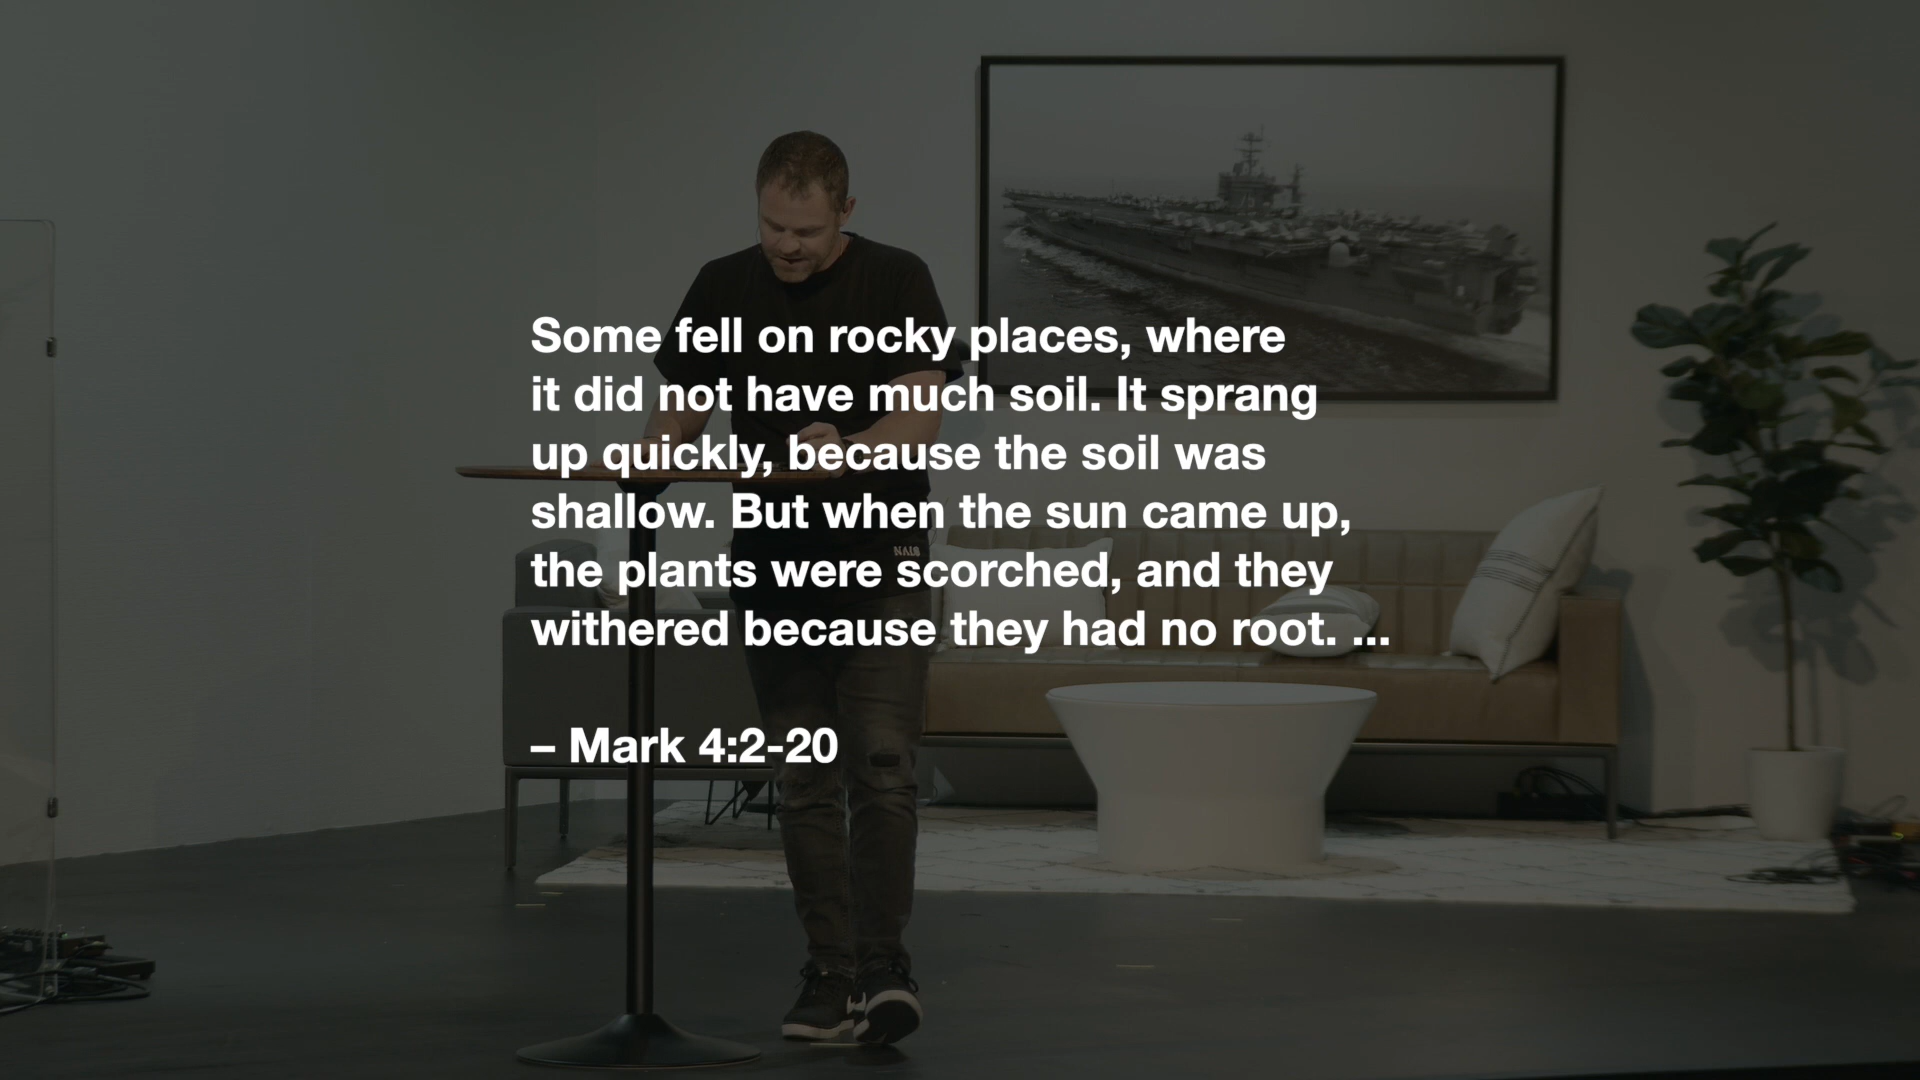 Some fell on rocky places, where
it did not have much soil. It sprang
up quickly, because the soil was
shallow. But when the sun came up,
the plants were scorched, and they
withered because they had no root. ...
– Mark 4:2-20